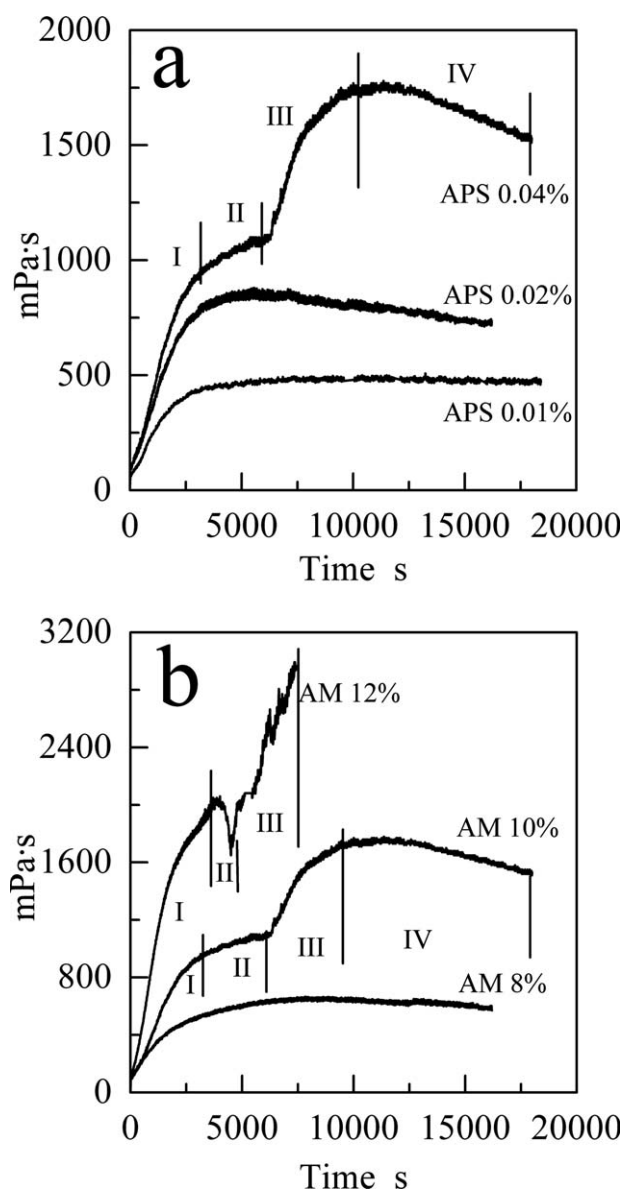 2000
a
IV
III
1500
APS 0.04%
II
I
1000
mPa·s
APS 0.02%
500
APS 0.01%
0
0 5000 10000 15000 20000
Time s
3200
b
AM 12%
2400
III
AM 10%
1600
II
mPa·s
I
III
IV
I
II
800
AM 8%
0
0 5000 10000 15000 20000
Time s